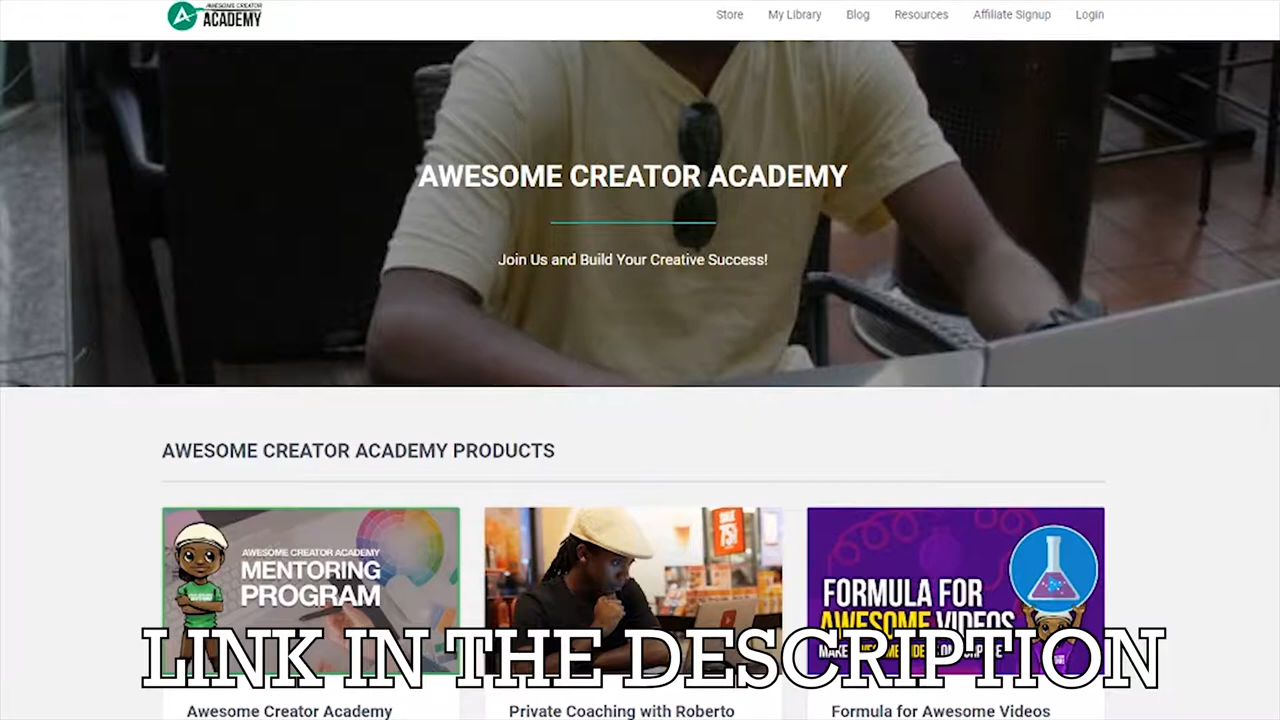 AWESOME CREATOR
ACADEMY
Store My Library Blog Resources Affiliate Signup Login
AWESOME CREATOR ACADEMY
Join Us and Build Your Creative Success!
AWESOME CREATOR ACADEMY PRODUCTS
AWESOME CREATOR ACADEMY
MENTORING
PROGRAM
75%
FORMULA FOR
AWESOME VIDEOS
MAKE
LINK IN THE DESCRIPTION
Awesome Creator Academy
Private Coaching with Roberto
Formula for Awesome Videos